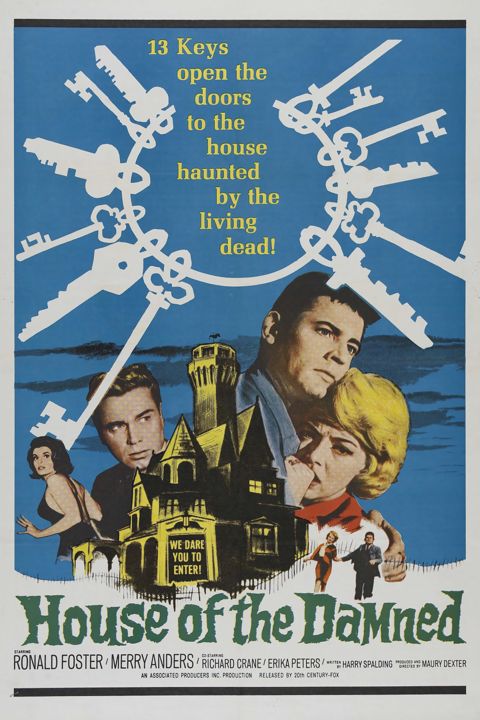 13 Keys
open the
doors
to the
house
haunted
by the
living
dead!
WE DARE
YOU TO
ENTER!
House of the Damned
STARRING RONALD FOSTER / MERRY ANDERS / CO-STARRING RICHARD CRANE / ERIKA PETERS / WRITTEN BY HARRY SPALDING PRODUCED AND DIRECTED BY MAURY DEXTER
AN ASSOCIATED PRODUCERS INC. PRODUCTION RELEASED BY 20th CENTURY-FOX